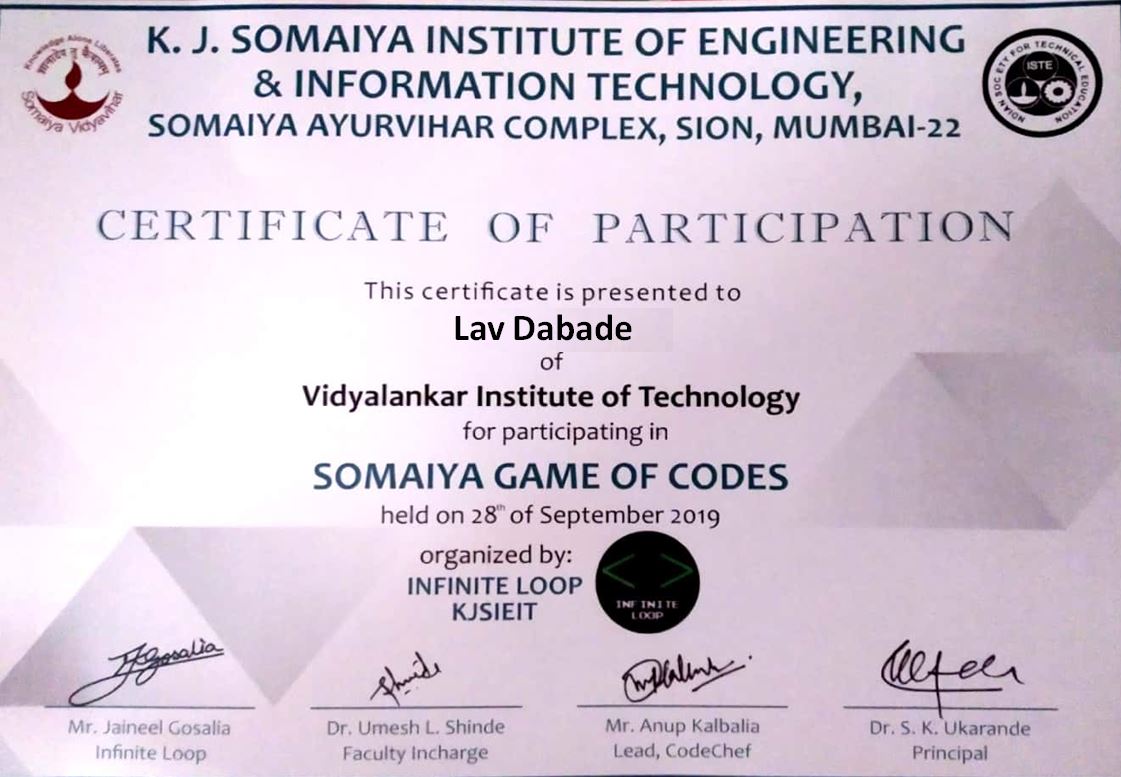 Knowledge Alone Liberates
Somaiya Vidyavihar
K. J. SOMAIYA INSTITUTE OF ENGINEERING
& INFORMATION TECHNOLOGY,
SOMAIYA AYURVIHAR COMPLEX, SION, MUMBAI-22
INDIAN SOCIETY FOR TECHNICAL EDUCATION
ISTE
CERTIFICATE OF PARTICIPATION
This certificate is presented to
Lav Dabade
of
Vidyalankar Institute of Technology
for participating in
SOMAIYA GAME OF CODES
held on 28th of September 2019
organized by:
INFINITE LOOP
KJSIEIT
INFINITE
LOOP
Mr. Jaineel Gosalia
Infinite Loop
Dr. Umesh L. Shinde
Faculty Incharge
Mr. Anup Kalbalia
Lead, CodeChef
Dr. S. K. Ukarande
Principal